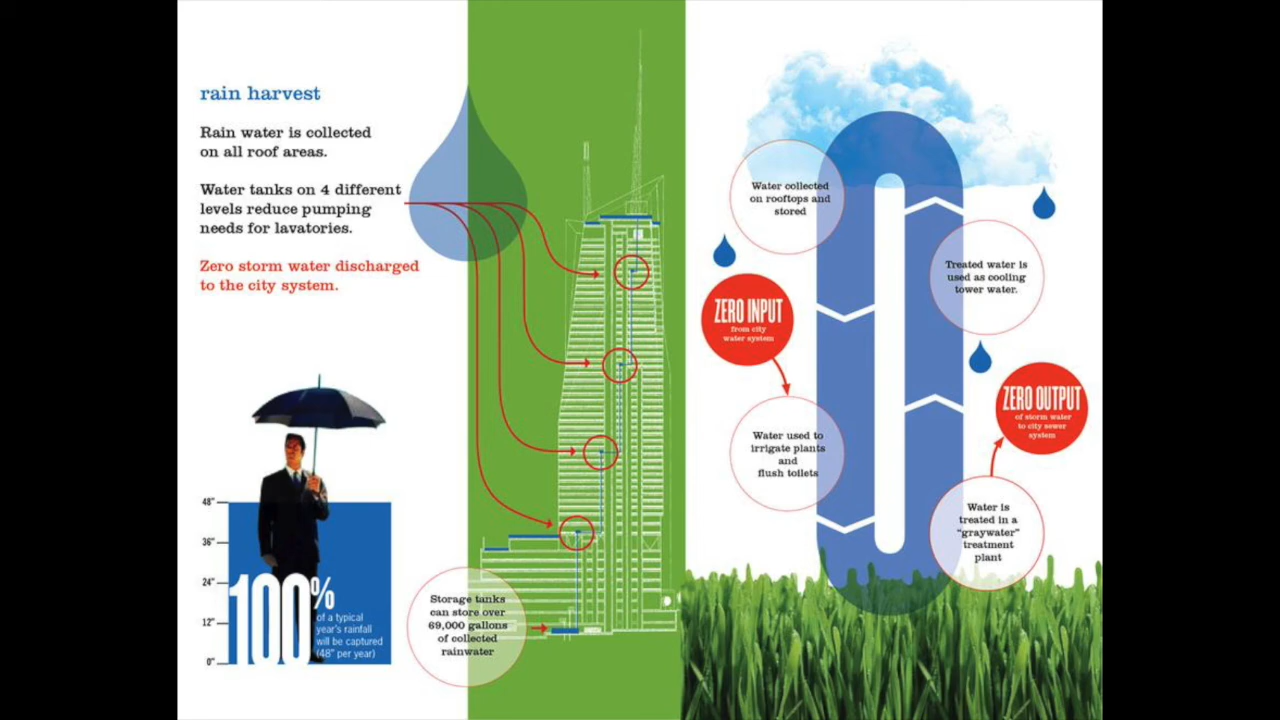 rain harvest
Rain water is collected
on all roof areas.
Water tanks on 4 different
levels reduce pumping
needs for lavatories.
Zero storm water discharged
to the city system.
48"
36"
24"
12"
0"
100%
of a typical
year's rainfall
will be captured
(48" per year)
Storage tanks
can store over
69,000 gallons
of collected
rainwater
Water collected
on rooftops and
stored
ZERO INPUT
from city
water system
Water used to
irrigate plants
and
flush toilets
Treated water is
used as cooling
tower water.
ZERO OUTPUT
of storm water
to city sewer
system
Water is
treated in a
"graywater"
treatment
plant